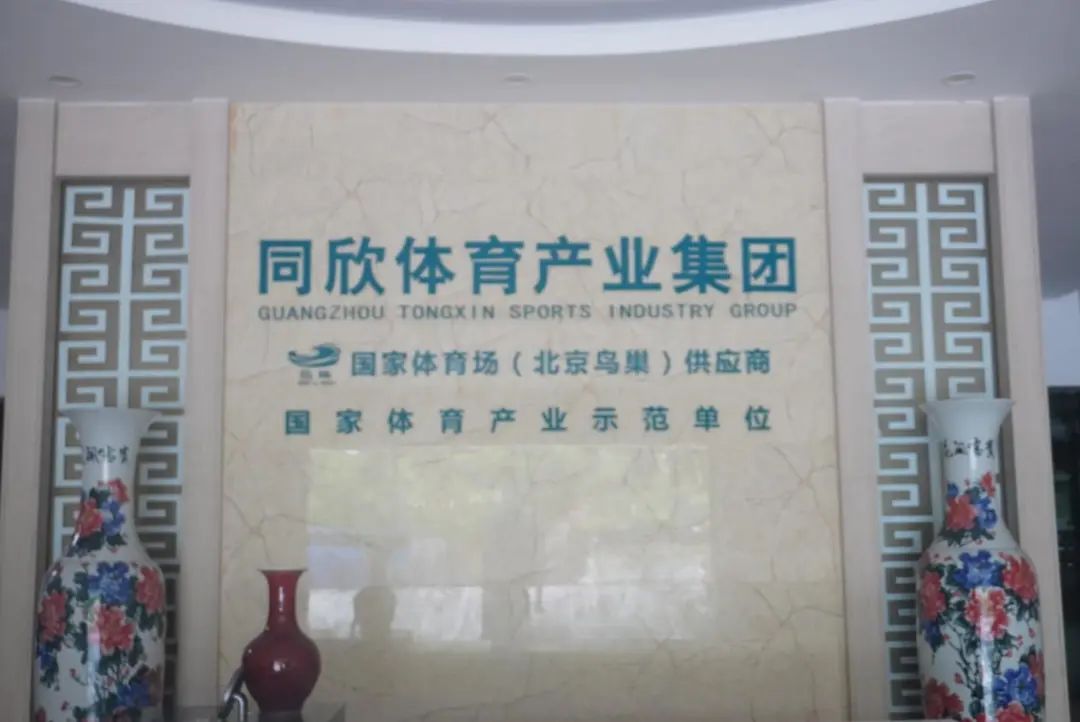 同欣体育产业集团
GUANGZHOU TONGXIN SPORTS INDUSTRY GROUP
国家体育场（北京鸟巢）供应商
国家体育产业示范单位